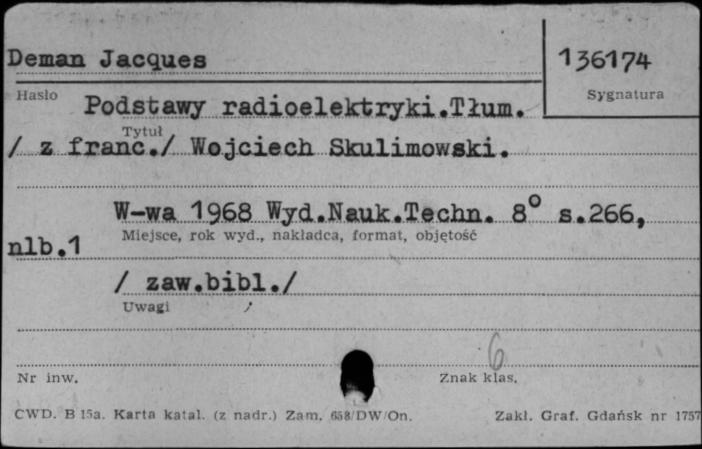 Deman Jacques
136174
Hasło
Sygnatura
Podstawy radioelektryki.Tłum.
Tytuł
/ z franc./ Wojciech Skulimowski.
W-wa 1968 Wyd.Nauk.Techn. 8° s.266,
Miejsce, rok wyd., nakładca, format, objętość
nlb.1
/ zaw.bibl./
Uwagi
6
Nr inw.
Znak klas.
CWD. B 15a. Karta katal. (z nadr.) Zam. 658/DW/On.
Zakł. Graf. Gdańsk nr 1757